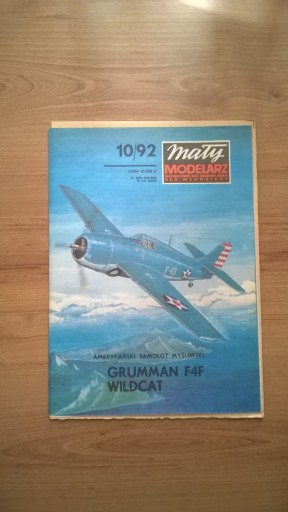 10/92
mały
MODELARZ
AMERYKAŃSKI SAMOLOT MYŚLIWSKI
GRUMMAN F4F
WILDCAT